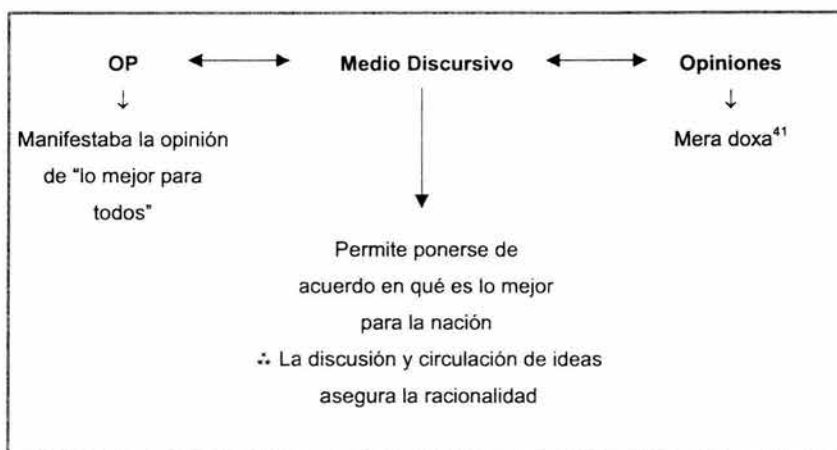 OP ↔ Medio Discursivo ↔ Opiniones
↓ ↓ ↓
Manifestaba la opinión
de "lo mejor para
todos"
Mera doxa⁴¹
Permite ponerse de
acuerdo en qué es lo mejor
para la nación
∴ La discusión y circulación de ideas
asegura la racionalidad